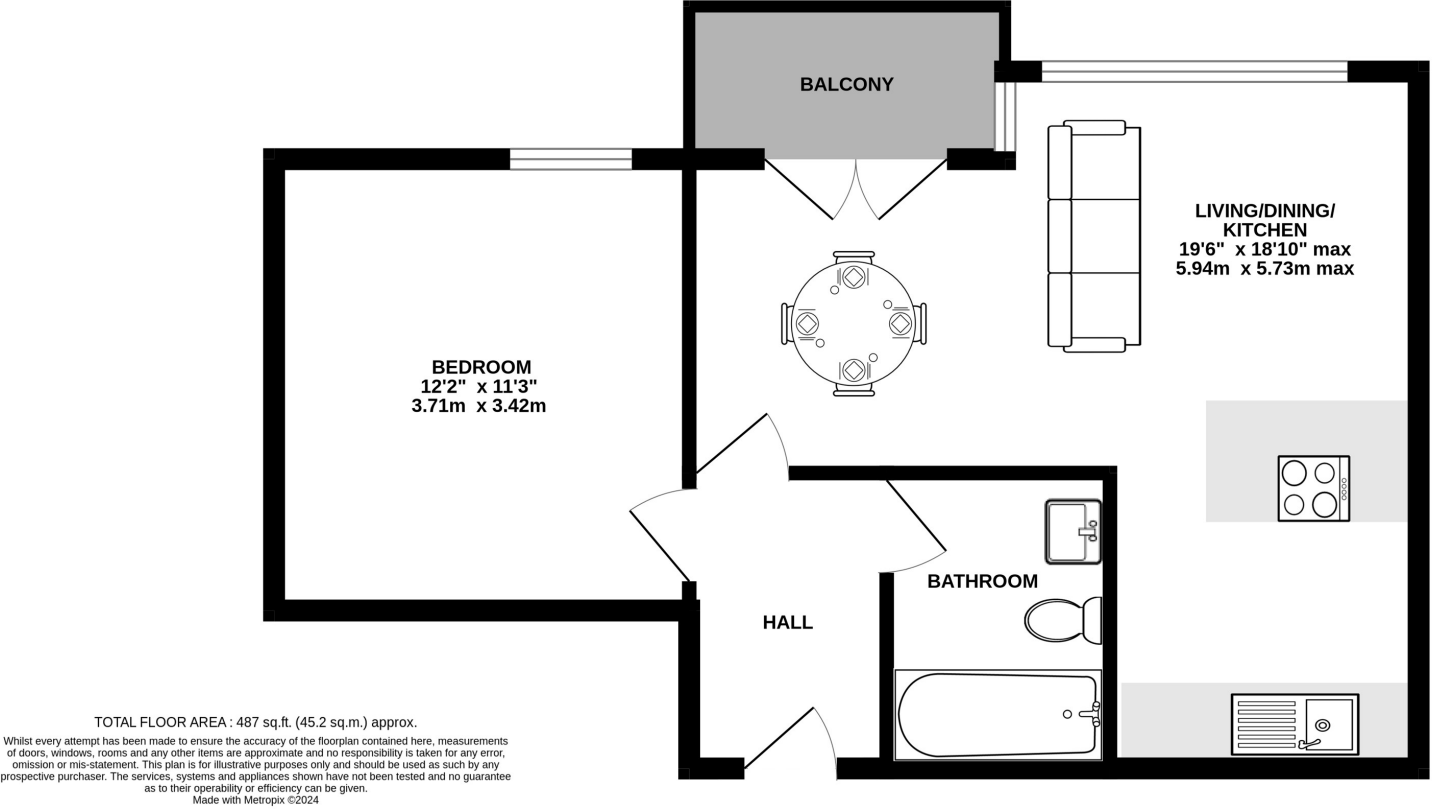 BALCONY
LIVING/DINING/
KITCHEN
19'6" x 18'10" max
5.94m x 5.73m max
BEDROOM
12'2" x 11'3"
3.71m x 3.42m
BATHROOM
HALL
TOTAL FLOOR AREA : 487 sq.ft. (45.2 sq.m.) approx.
Whilst every attempt has been made to ensure the accuracy of the floorplan contained here, measurements
of doors, windows, rooms and any other items are approximate and no responsibility is taken for any error,
omission or mis-statement. This plan is for illustrative purposes only and should be used as such by any
prospective purchaser. The services, systems and appliances shown have not been tested and no guarantee
as to their operability or efficiency can be given.
Made with Metropix ©2024